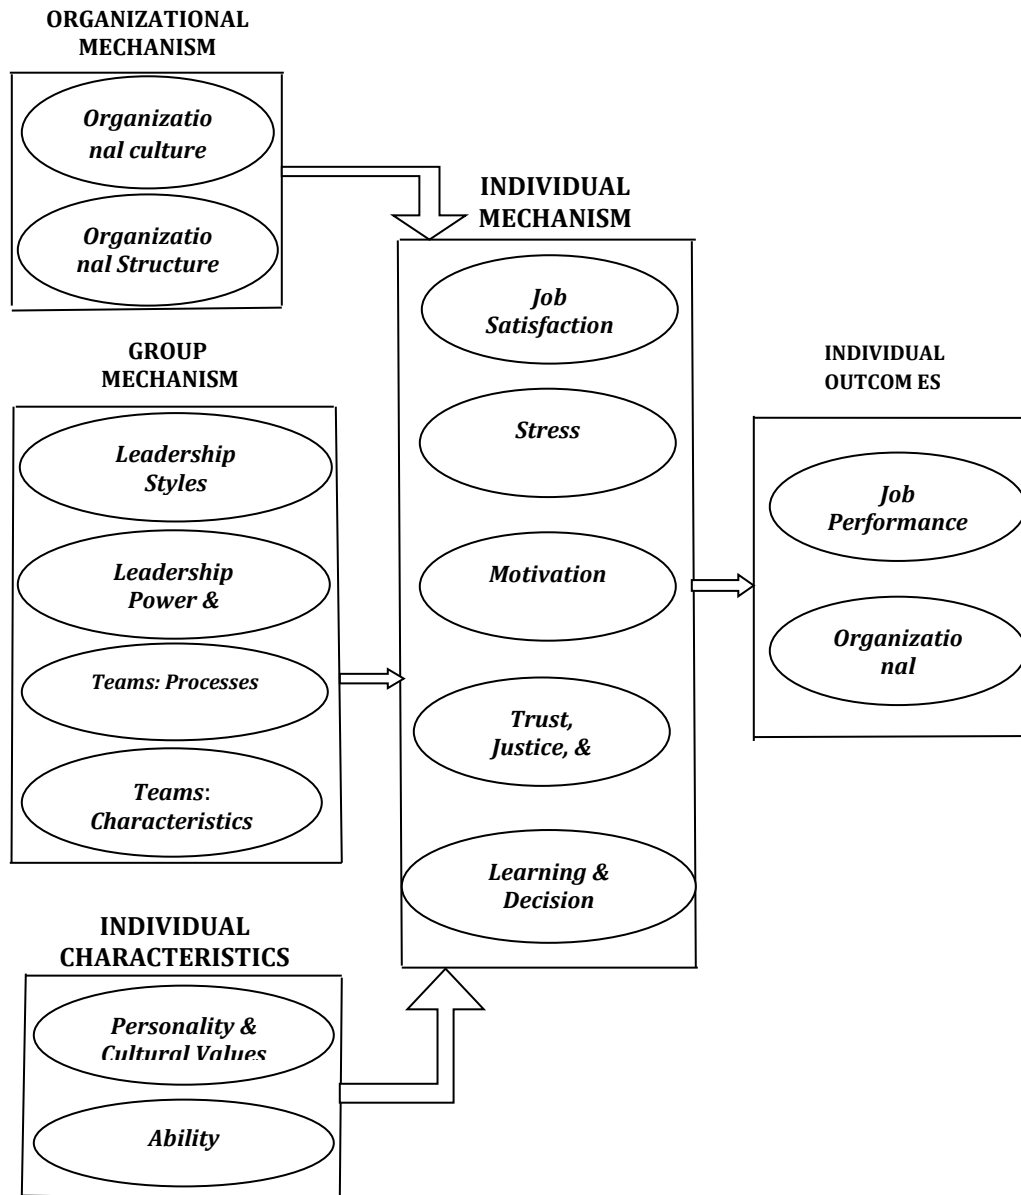 ORGANIZATIONAL
MECHANISM
Organizatio
nal culture
Organizatio
nal Structure
GROUP
MECHANISM
Leadership
Styles
Leadership
Power &
Teams: Processes
Teams:
Characteristics
INDIVIDUAL
CHARACTERISTICS
Personality &
Cultural Values
Ability
INDIVIDUAL
MECHANISM
Job
Satisfaction
Stress
Motivation
Trust,
Justice, &
Learning &
Decision
INDIVIDUAL
OUTCOM ES
Job
Performance
Organizatio
nal